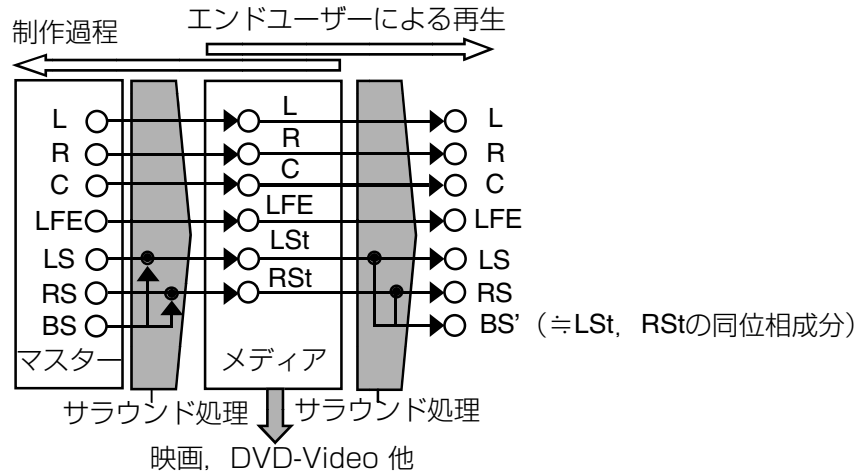 エンドユーザーによる再生
制作過程
L L L
R R R
C C C
LFE LFE LFE
LS LSt LS
RS RSt RS
BS BS’（≒LSt，RStの同位相成分）
マスター メディア
サラウンド処理 サラウンド処理
映画，DVD-Video 他